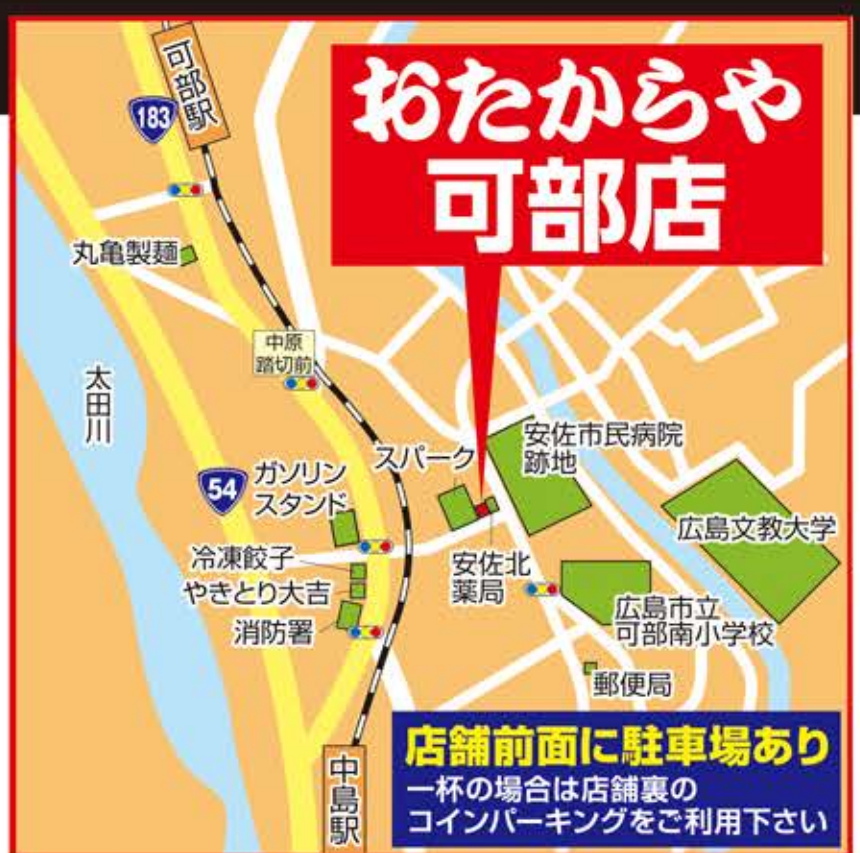 可部駅
183
おたからや
可部店
丸亀製麺
中原
踏切前
太田川
54
ガソリン
スタンド
スパーク
安佐市民病院
跡地
広島文教大学
冷凍餃子
やきとり大吉
消防署
安佐北
薬局
広島市立
可部南小学校
郵便局
中島駅
店舗前面に駐車場あり
一杯の場合は店舗裏の
コインパーキングをご利用下さい